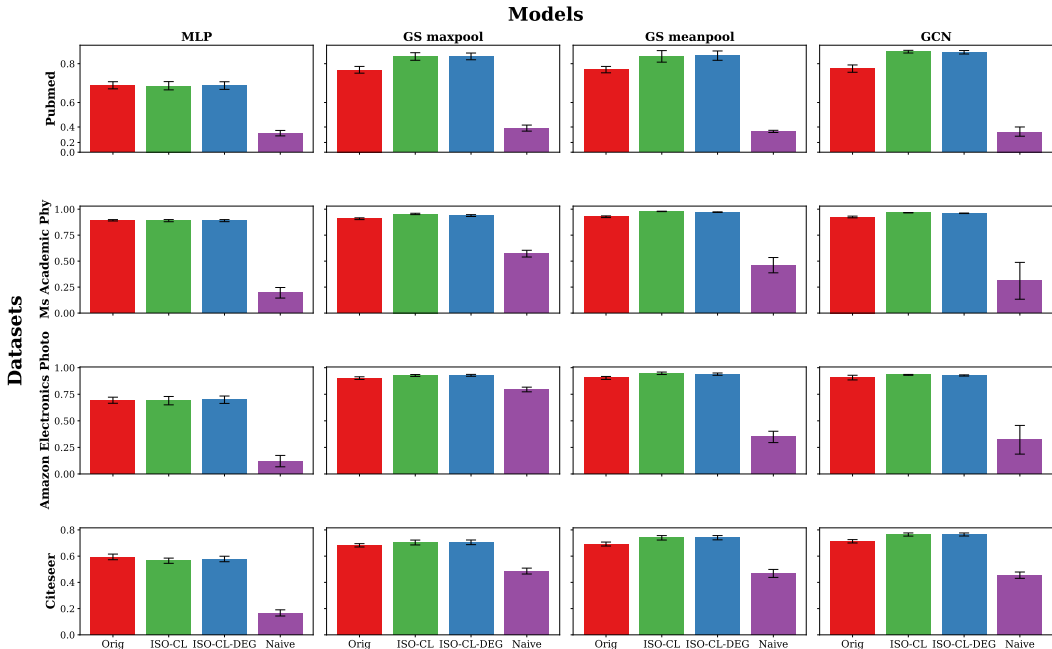 Models
MLP
GS maxpool
GS meanpool
GCN
Datasets
Pubmed
0.8
0.6
0.4
0.2
0.0
Ms Academic Phy
1.00
0.75
0.50
0.25
0.00
Amazon Electronics Photo
1.00
0.75
0.50
0.25
0.00
Citeseer
0.8
0.6
0.4
0.2
0.0
Orig ISO-CL ISO-CL-DEG Naive
Orig ISO-CL ISO-CL-DEG Naive
Orig ISO-CL ISO-CL-DEG Naive
Orig ISO-CL ISO-CL-DEG Naive